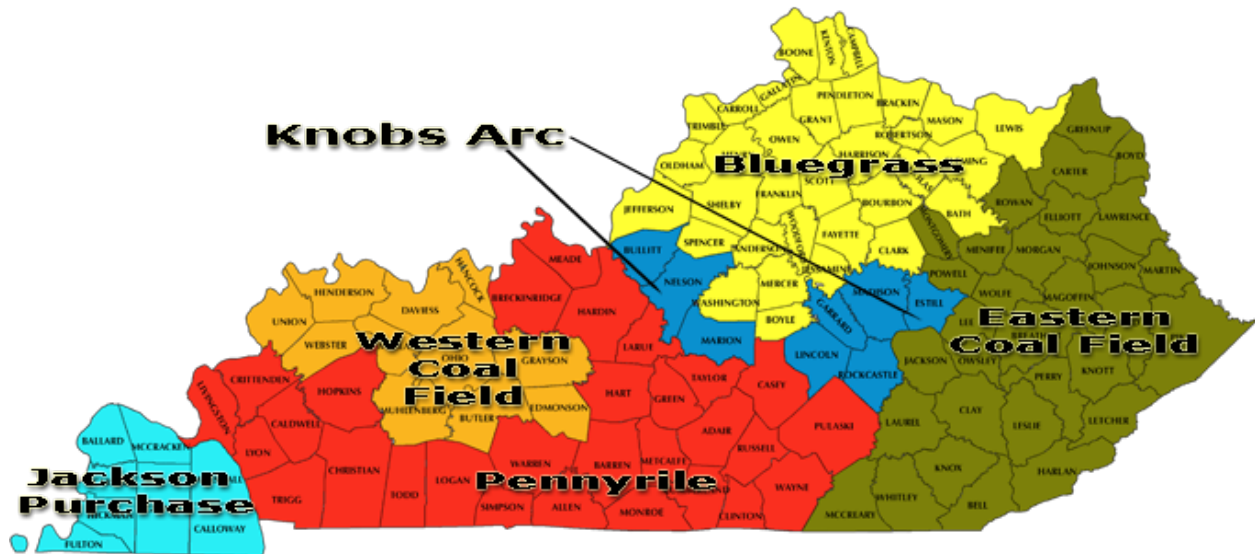 BOONE
KENTON
CAMPBELL
GALLATIN
PENDLETON
CARROLL
BRACKEN
GRANT
MASON
TRIMBLE
OWEN
ROBERTSON
LEWIS
GREENUP
Knobs Arc
OLDHAM
HARRISON
BOYD
Bluegrass
CARTER
SCOTT
FRANKLIN
SHELBY
BOURBON
ROWAN
JEFFERSON
WOODFORD
BATH
ELLIOTT
LAWRENCE
FAYETTE
MONTGOMERY
BULLITT
SPENCER
ANDERSON
CLARK
MENIFEE
MORGAN
MEADE
NELSON
JESSAMINE
POWELL
JOHNSON
MARTIN
HANCOCK
MERCER
MADISON
WOLFE
MAGOFFIN
HENDERSON
BRECKINRIDGE
WASHINGTON
ESTILL
DAVIESS
HARDIN
GARRARD
LEE
Eastern
Coal Field
UNION
BOYLE
WEBSTER
Western
Coal
Field
OHIO
GRAYSON
LARUE
MARION
LINCOLN
ROCKCASTLE
JACKSON
OWSLEY
PERRY
KNOTT
CRITTENDEN
LIVINGSTON
HOPKINS
TAYLOR
CASEY
HART
GREEN
MUHLENBERG
BUTLER
EDMONSON
PULASKI
LAUREL
CLAY
LESLIE
LETCHER
CALDWELL
ADAIR
BALLARD
MCCRACKEN
RUSSELL
LYON
WARREN
BARREN
METCALFE
KNOX
HARLAN
Jackson
Purchase
CHRISTIAN
TODD
LOGAN
Pennyrile
WAYNE
TRIGG
SIMPSON
ALLEN
MONROE
CLINTON
WHITLEY
MCCREARY
BELL
HICKMAN
CALLOWAY
FULTON